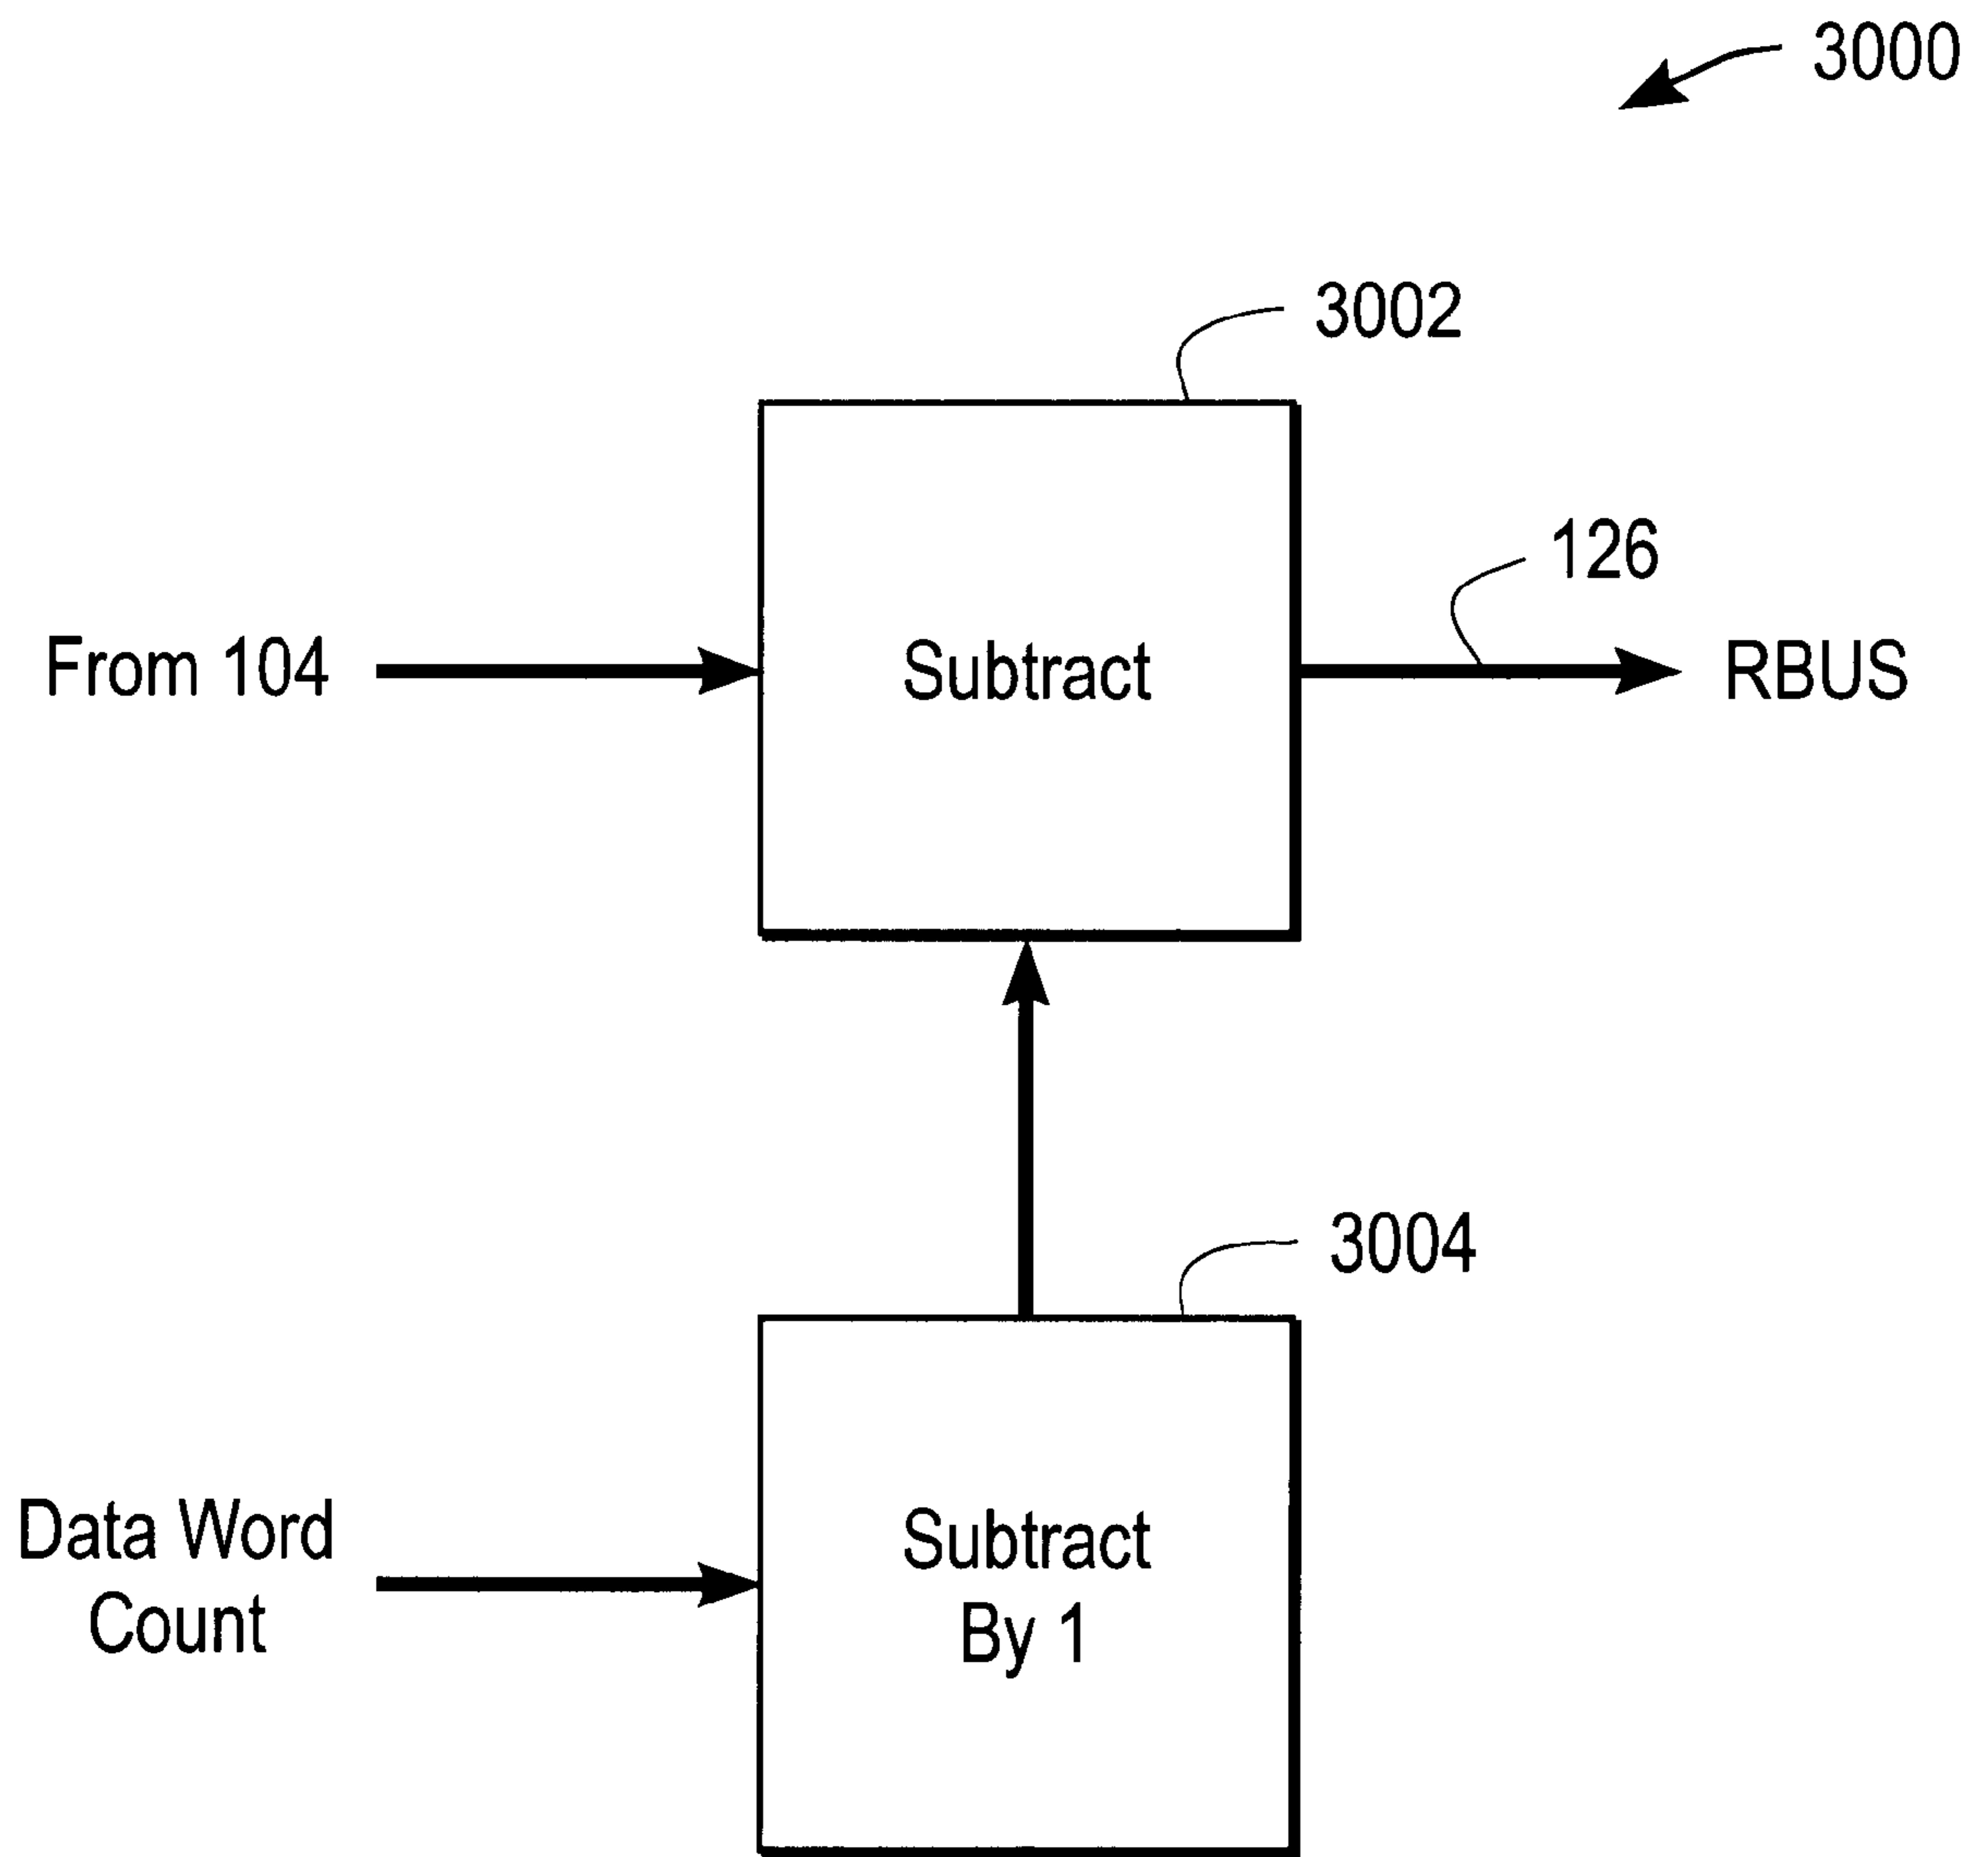 3000
3002
126
From 104
Subtract
RBUS
3004
Data Word
Count
Subtract
By 1